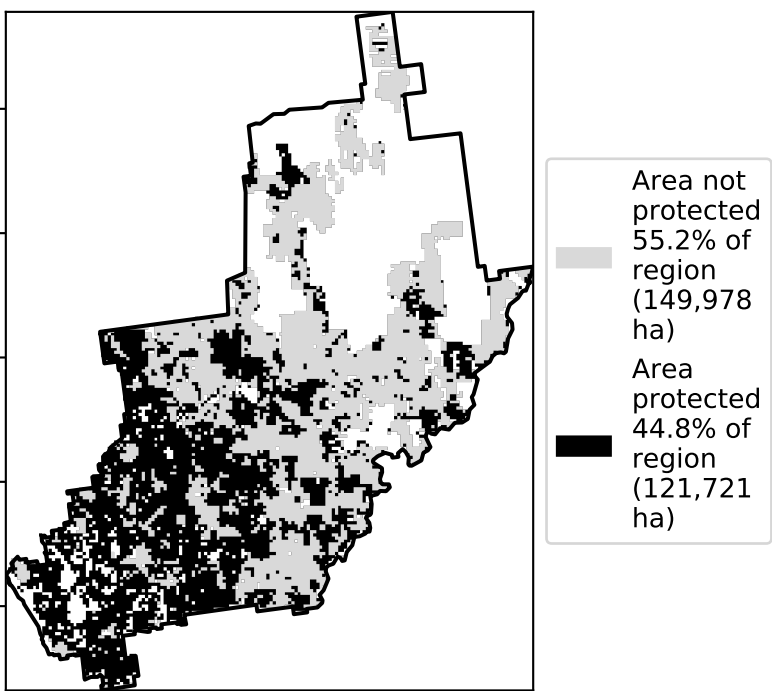 Area not
protected
55.2% of
region
(149,978
ha)
Area
protected
44.8% of
region
(121,721
ha)